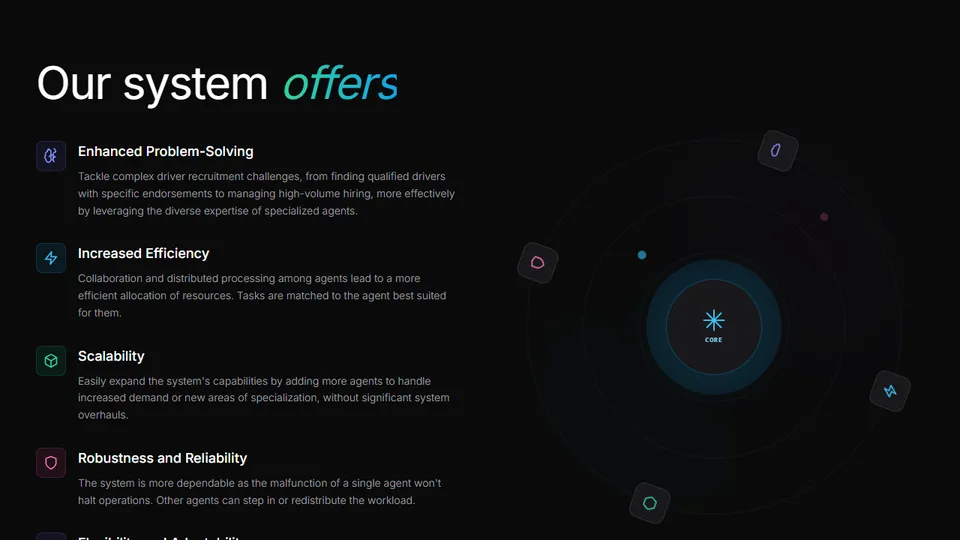 Our system offers
Enhanced Problem-Solving
Tackle complex driver recruitment challenges, from finding qualified drivers
with specific endorsements to managing high-volume hiring, more effectively
by leveraging the diverse expertise of specialized agents.
Increased Efficiency
Collaboration and distributed processing among agents lead to a more
efficient allocation of resources. Tasks are matched to the agent best suited
for them.
Scalability
Easily expand the system's capabilities by adding more agents to handle
increased demand or new areas of specialization, without significant system
overhauls.
Robustness and Reliability
The system is more dependable as the malfunction of a single agent won't
halt operations. Other agents can step in or redistribute the workload.
CORE